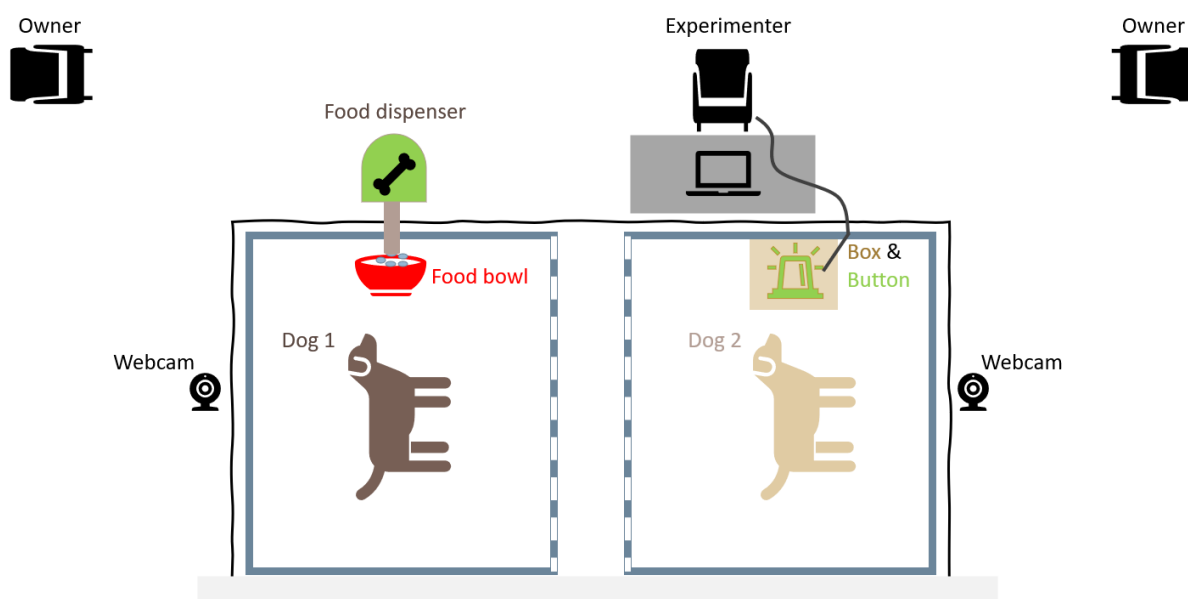 Owner
Experimenter
Owner
Food dispenser
Box &
Button
Food bowl
Dog 1
Dog 2
Webcam
Webcam